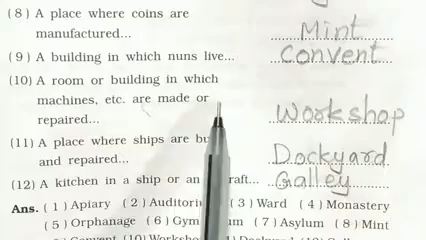 (8) A place where coins are
manufactured... Mint
(9) A building in which nuns live... Convent
(10) A room or building in which
machines, etc. are made or
repaired... Workshop
(11) A place where ships are bu
and repaired... Dockyard
(12) A kitchen in a ship or an raft... Galley
Ans. (1) Apiary (2) Auditori (3) Ward (4) Monastery
(5) Orphanage (6) Gym um (7) Asylum (8) Mint